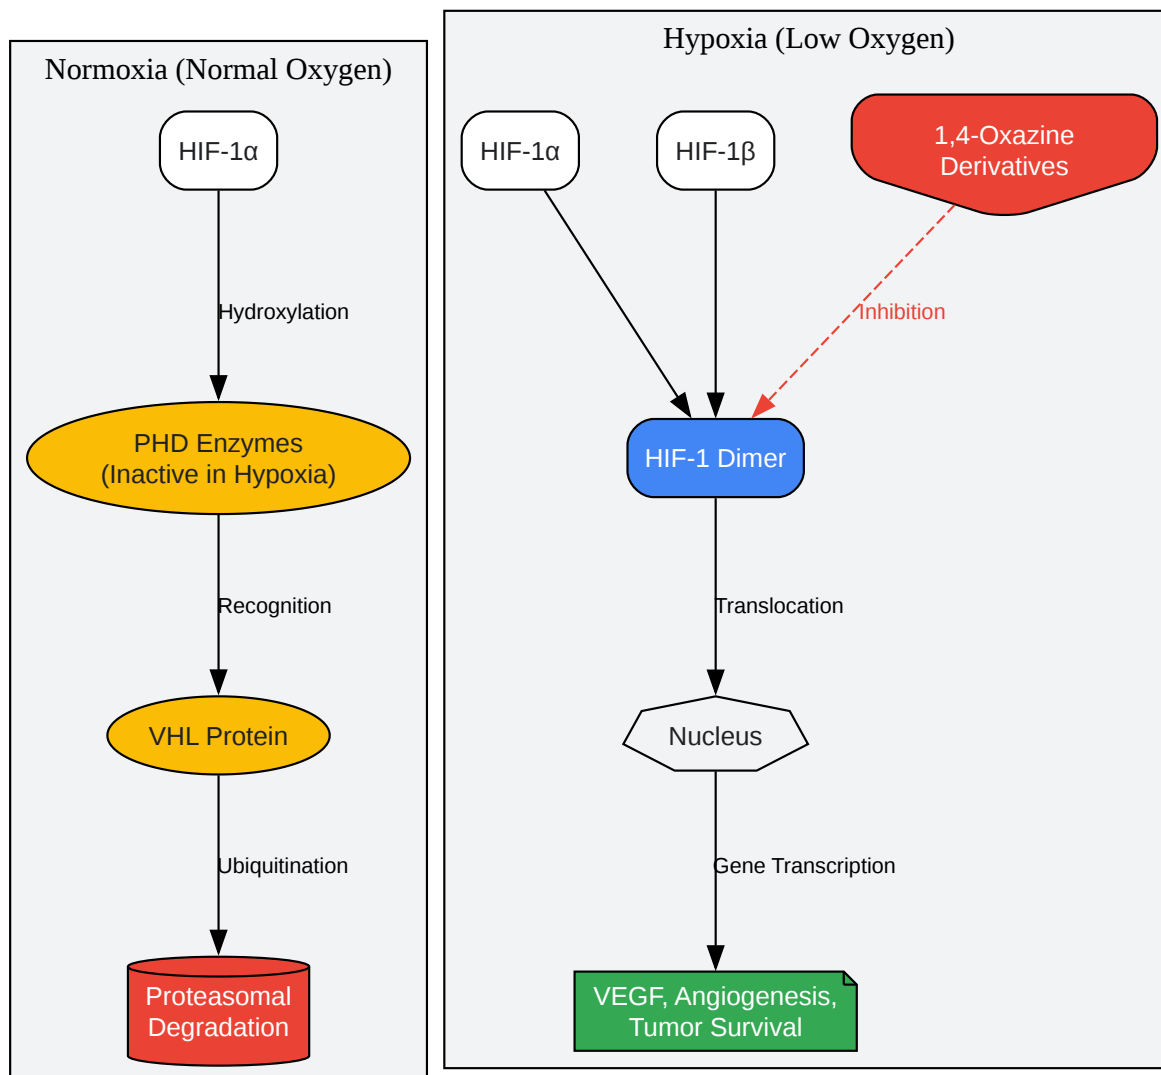 Normoxia (Normal Oxygen)
HIF-1α
Hydroxylation
PHD Enzymes
(Inactive in Hypoxia)
Recognition
VHL Protein
Ubiquitination
Proteasomal
Degradation
Hypoxia (Low Oxygen)
HIF-1α
HIF-1β
1,4-Oxazine
Derivatives
Inhibition
HIF-1 Dimer
Translocation
Nucleus
Gene Transcription
VEGF, Angiogenesis,
Tumor Survival